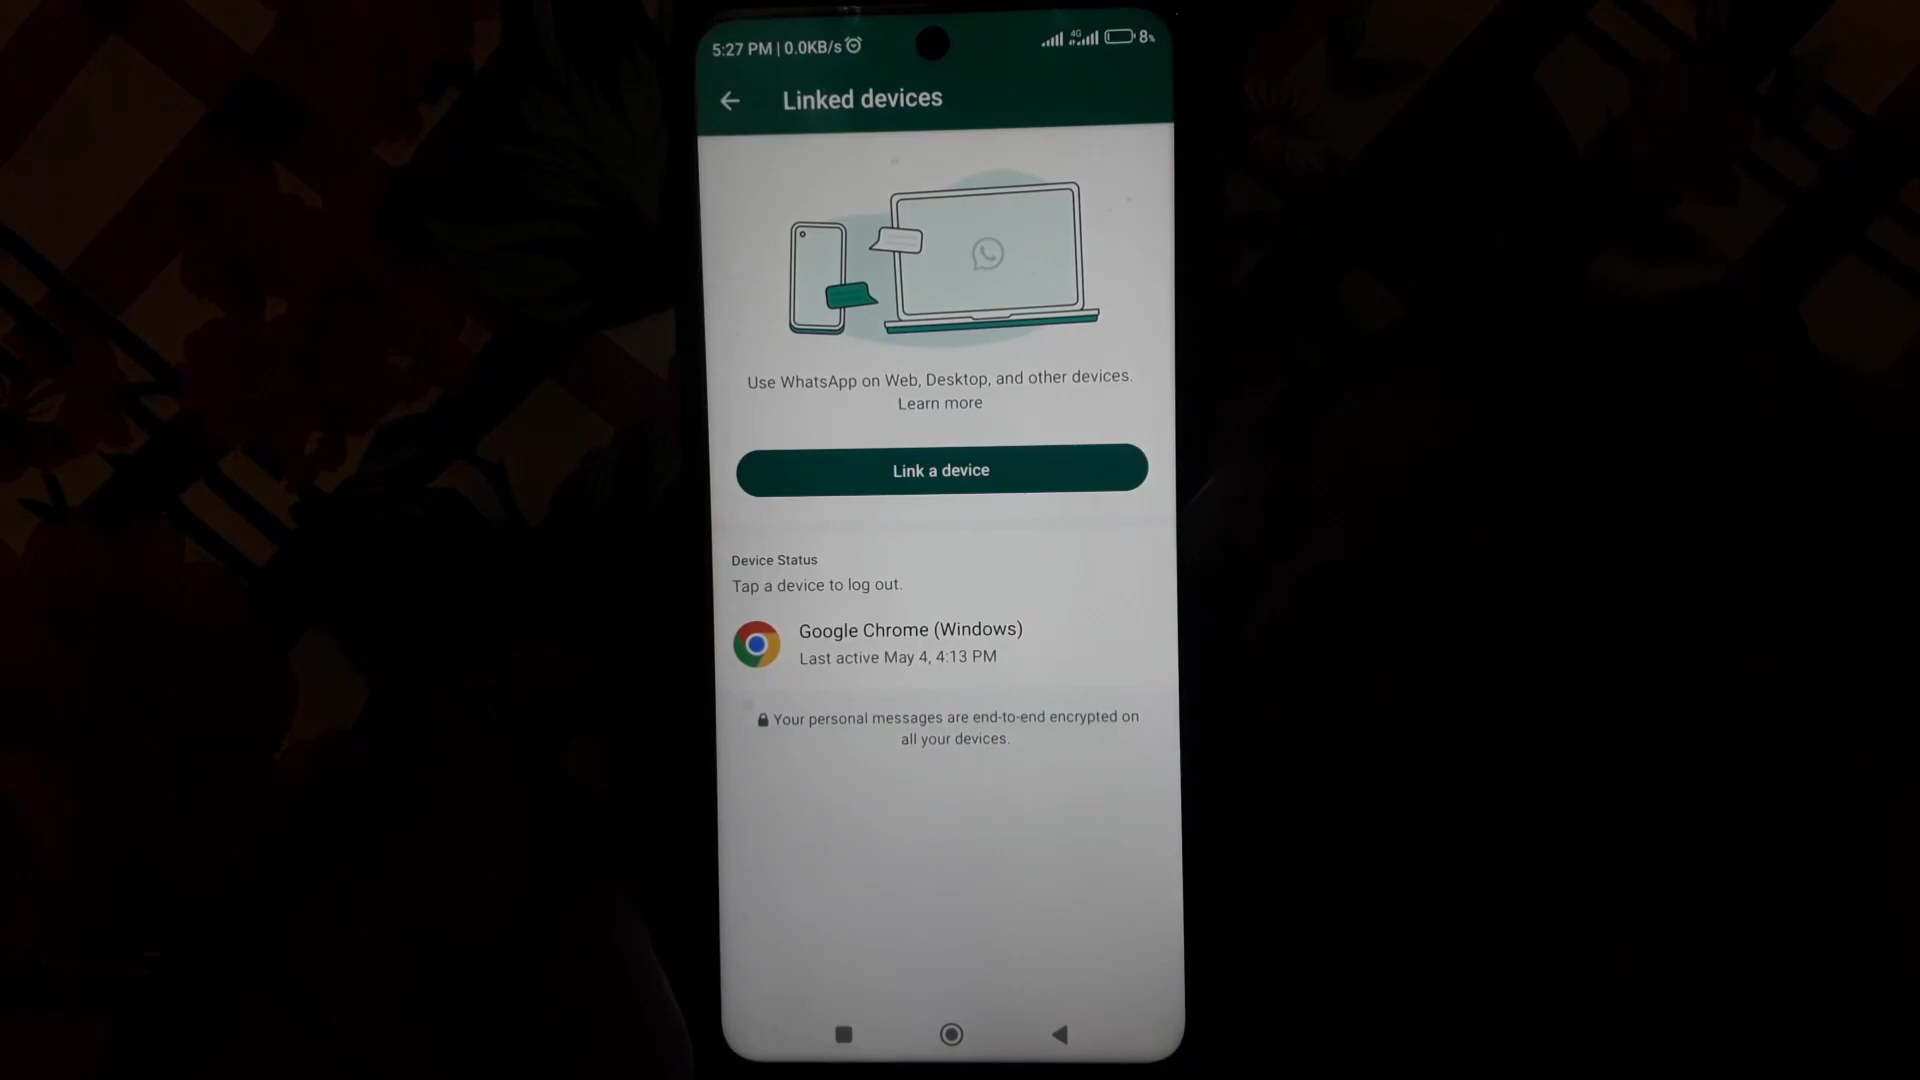 5:27 PM | 0.0KB/s 4G 8%
Linked devices
Use WhatsApp on Web, Desktop, and other devices.
Learn more
Link a device
Device Status
Tap a device to log out.
Google Chrome (Windows)
Last active May 4, 4:13 PM
Your personal messages are end-to-end encrypted on
all your devices.